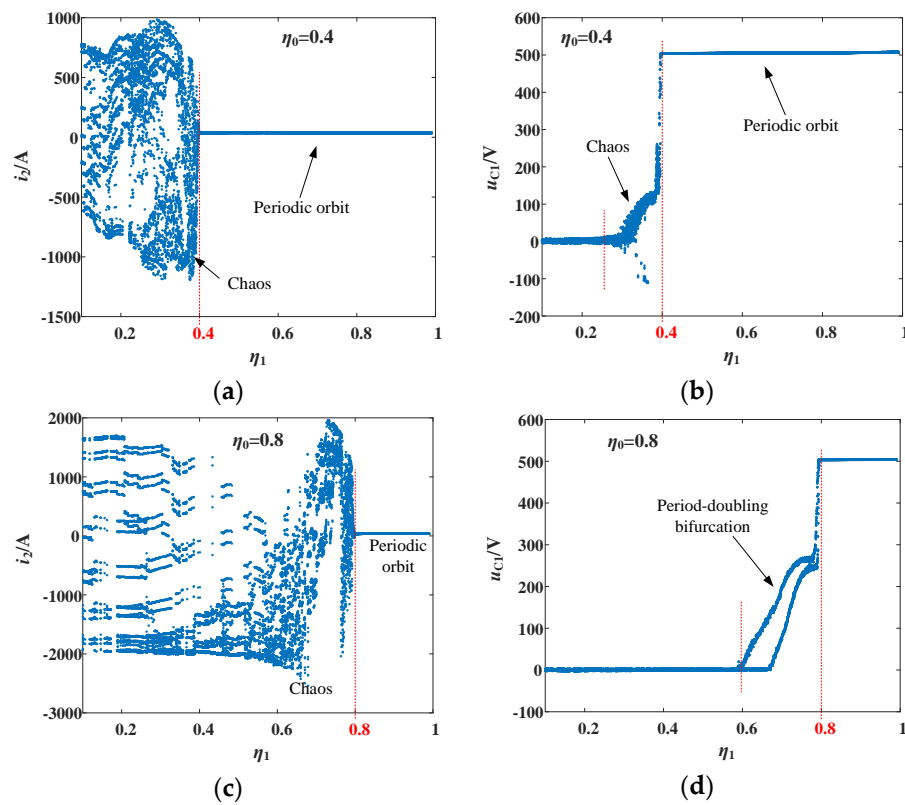 η0=0.4
1000
500
0
-500
-1000
-1500
i2/A
Periodic orbit
Chaos
0.2
0.4
0.6
0.8
1
η1
(a)
η0=0.4
600
500
400
300
200
100
0
-100
-200
uC1/V
Periodic orbit
Chaos
0.2
0.4
0.6
0.8
1
η1
(b)
η0=0.8
2000
1000
0
-1000
-2000
-3000
i2/A
Periodic
orbit
Chaos
0.2
0.4
0.6
0.8
1
η1
(c)
η0=0.8
600
500
400
300
200
100
0
-100
uC1/V
Period-doubling
bifurcation
0.2
0.4
0.6
0.8
1
η1
(d)